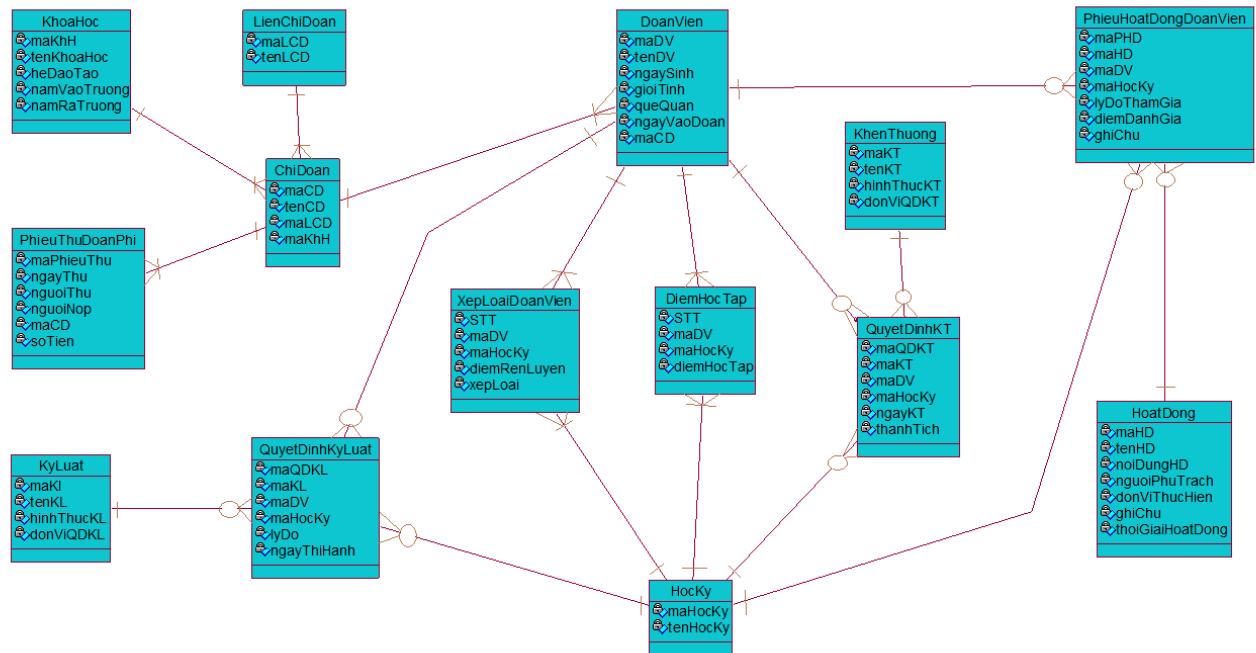 KhoaHoc
maKhH
tenKhoaHoc
heDaoTao
namVaoTruong
namRaTruong
LienChiDoan
maLCD
tenLCD
DoanVien
maDV
tenDV
ngaySinh
gioiTinh
queQuan
ngayVaoDoan
maCD
PhieuHoatDongDoanVien
maPHD
maHD
maDV
maHocKy
lyDoThamGia
diemDanhGia
ghiChu
KhenThuong
maKT
tenKT
hinhThucKT
donViQDKT
ChiDoan
maCD
tenCD
maLCD
maKhH
PhieuThuDoanPhi
maPhieuThu
ngayThu
nguoiThu
nguoiNop
maCD
soTien
XepLoaiDoanVien
STT
maDV
maHocKy
diemRenLuyen
xepLoai
DiemHocTap
STT
maDV
maHocKy
diemHocTap
QuyetDinhKT
maQDKT
maKT
maDV
maHocKy
ngayKT
thanhTich
HoatDong
maHD
tenHD
noiDungHD
nguoiPhuTrach
donViThucHien
ghiChu
thoiGiaiHoatDong
KyLuat
maKl
tenKL
hinhThucKL
donViQDKL
QuyetDinhKyLuat
maQDKL
maKL
maDV
maHocKy
lyDo
ngayThiHanh
HocKy
maHocKy
tenHocKy